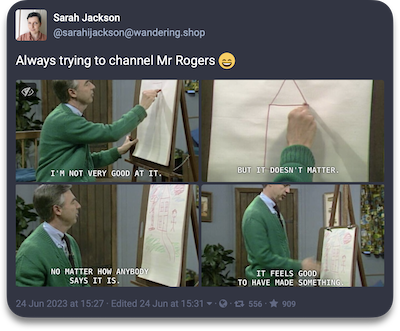 Sarah Jackson
@sarahijackson@wandering.shop
Always trying to channel Mr Rogers 😄
I'M NOT VERY GOOD AT IT.
BUT IT DOESN'T MATTER.
NO MATTER HOW ANYBODY
SAYS IT IS.
IT FEELS GOOD
TO HAVE MADE SOMETHING.
24 Jun 2023 at 15:27 · Edited 24 Jun at 15:31 · 556 · 909